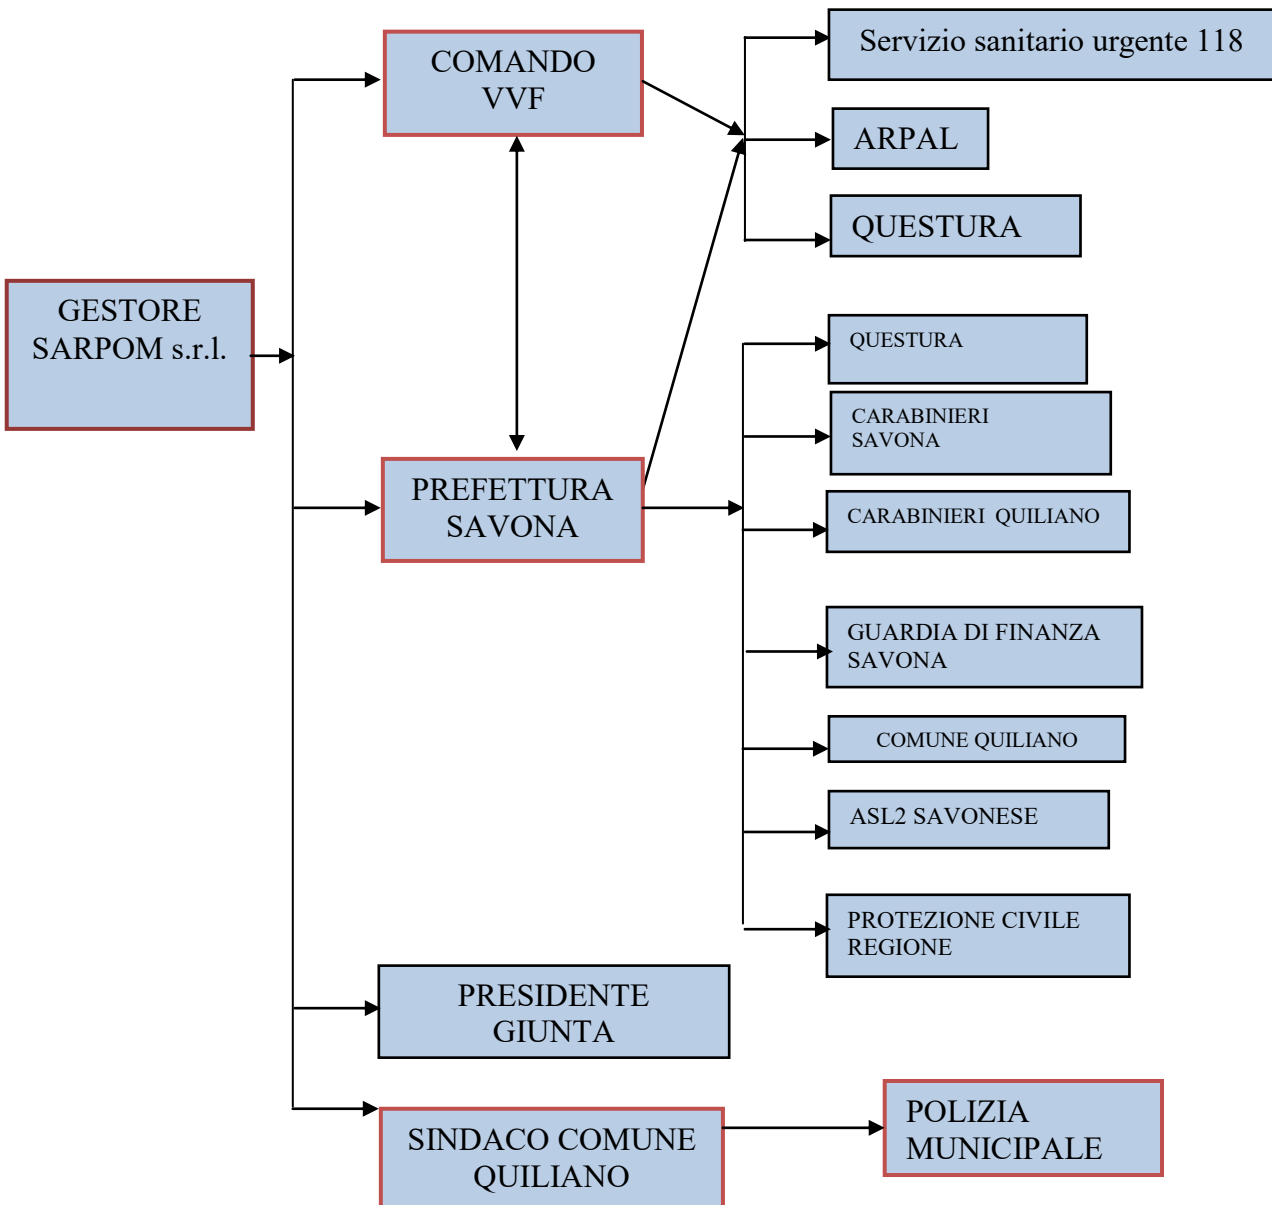 GESTORE
SARPOM s.r.l.
COMANDO
VVF
PREFETTURA
SAVONA
PRESIDENTE
GIUNTA
SINDACO COMUNE
QUILIANO
Servizio sanitario urgente 118
ARPAL
QUESTURA
QUESTURA
CARABINIERI
SAVONA
CARABINIERI QUILIANO
GUARDIA DI FINANZA
SAVONA
COMUNE QUILIANO
ASL2 SAVONESE
PROTEZIONE CIVILE
REGIONE
POLIZIA
MUNICIPALE